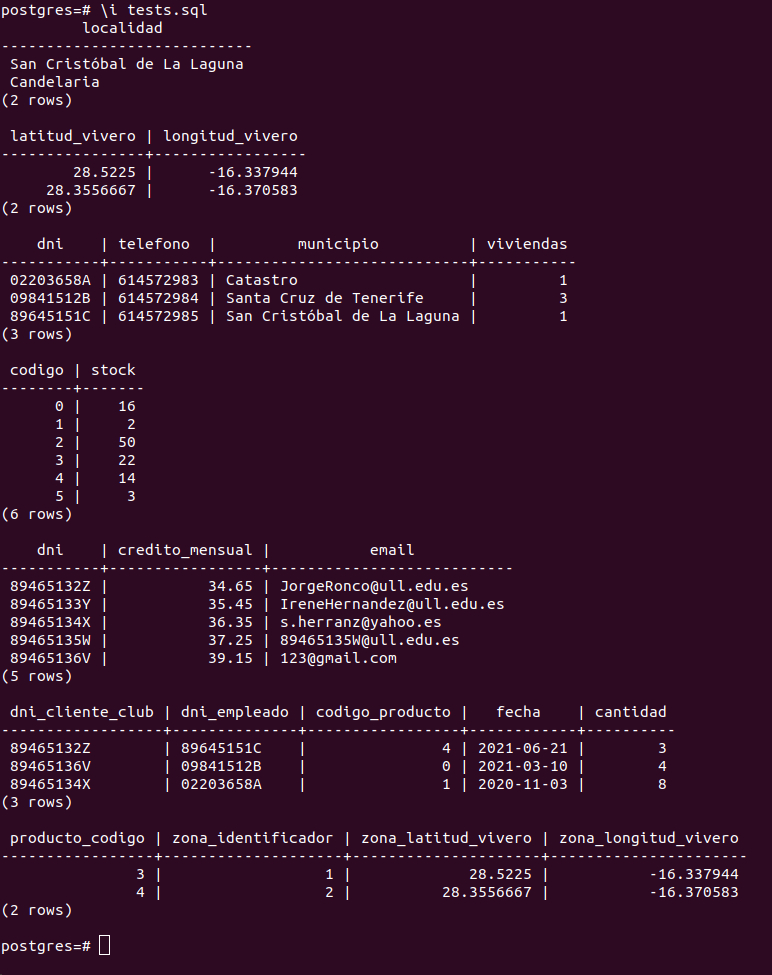 postgres=# \i tests.sql
         localidad
----------------------------
 San Cristóbal de La Laguna
 Candelaria
(2 rows)

 latitud_vivero | longitud_vivero
----------------+-----------------
        28.5225 |      -16.337944
     28.3556667 |      -16.370583
(2 rows)

    dni    | telefono  |         municipio          | viviendas
-----------+-----------+----------------------------+-----------
 02203658A | 614572983 | Catastro                   |         1
 09841512B | 614572984 | Santa Cruz de Tenerife     |         3
 89645151C | 614572985 | San Cristóbal de La Laguna |         1
(3 rows)

 codigo | stock
--------+-------
      0 |    16
      1 |     2
      2 |    50
      3 |    22
      4 |    14
      5 |     3
(6 rows)

    dni    | credito_mensual |           email
-----------+-----------------+---------------------------
 89465132Z |           34.65 | JorgeRonco@ull.edu.es
 89465133Y |           35.45 | IreneHernandez@ull.edu.es
 89465134X |           36.35 | s.herranz@yahoo.es
 89465135W |           37.25 | 89465135W@ull.edu.es
 89465136V |           39.15 | 123@gmail.com
(5 rows)

 dni_cliente_club | dni_empleado | codigo_producto |   fecha    | cantidad
------------------+--------------+-----------------+------------+----------
 89465132Z        | 89645151C    |               4 | 2021-06-21 |        3
 89465136V        | 09841512B    |               0 | 2021-03-10 |        4
 89465134X        | 02203658A    |               1 | 2020-11-03 |        8
(3 rows)

 producto_codigo | zona_identificador | zona_latitud_vivero | zona_longitud_vivero
-----------------+--------------------+---------------------+----------------------
               3 |                  1 |             28.5225 |           -16.337944
               4 |                  2 |          28.3556667 |           -16.370583
(2 rows)

postgres=#